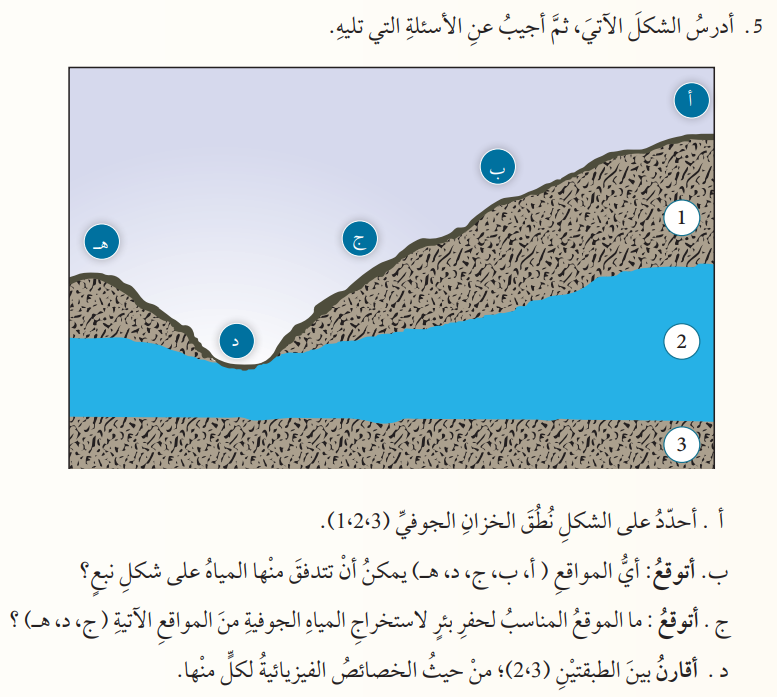 5. أدرسُ الشكلَ الآتيَ، ثمَّ أجيبُ عنِ الأسئلةِ التي تليهِ.
أ
ب
1
ج
هـ
د
2
3
أ . أحدّدُ على الشكلِ نُطُقَ الخزانِ الجوفيِّ (1،2،3).
ب. أتوقعُ: أيُّ المواقعِ ( أ، ب، ج، د، هـ) يمكنُ أنْ تتدفقَ منْها المياهُ على شكلِ نبعٍ؟
ج . أتوقعُ : ما الموقعُ المناسبُ لحفرِ بئرٍ لاستخراجِ المياهِ الجوفيةِ منَ المواقعِ الآتيةِ ( ج، د، هـ) ؟
د . أقارنُ بينَ الطبقتيْنِ (2،3)؛ منْ حيثُ الخصائصُ الفيزيائيةُ لكلٍّ منْها.